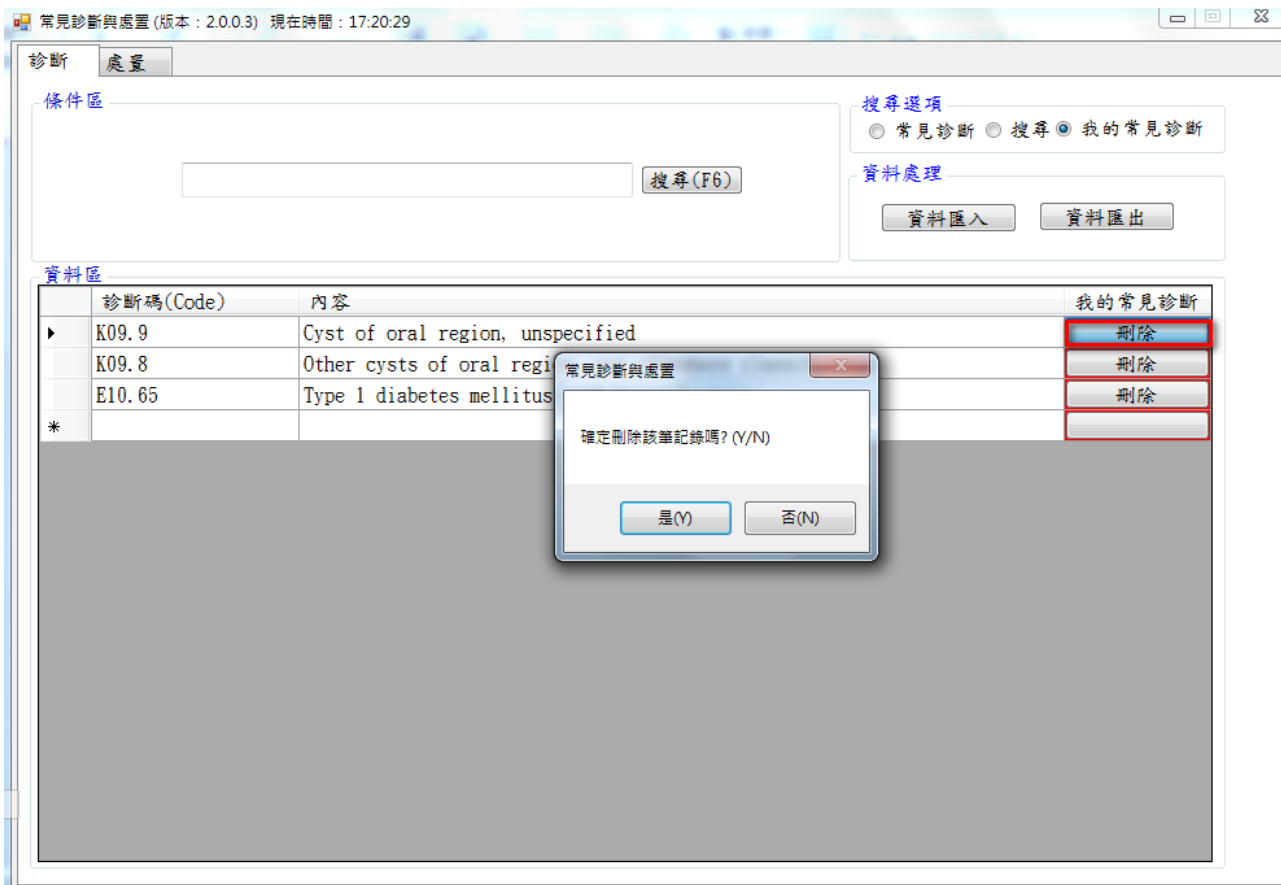 常見診斷與處置 (版本：2.0.0.3) 現在時間：17:20:29
診斷 處置
條件區
搜尋(F6)
搜尋選項
常見診斷 搜尋 我的常見診斷
資料處理
資料匯入 資料匯出
資料區
診斷碼(Code) 內容 我的常見診斷
K09.9 Cyst of oral region, unspecified 刪除
K09.8 Other cysts of oral regi 刪除
E10.65 Type 1 diabetes mellitus 刪除
常見診斷與處置
確定刪除該筆記錄嗎? (Y/N)
是(Y) 否(N)